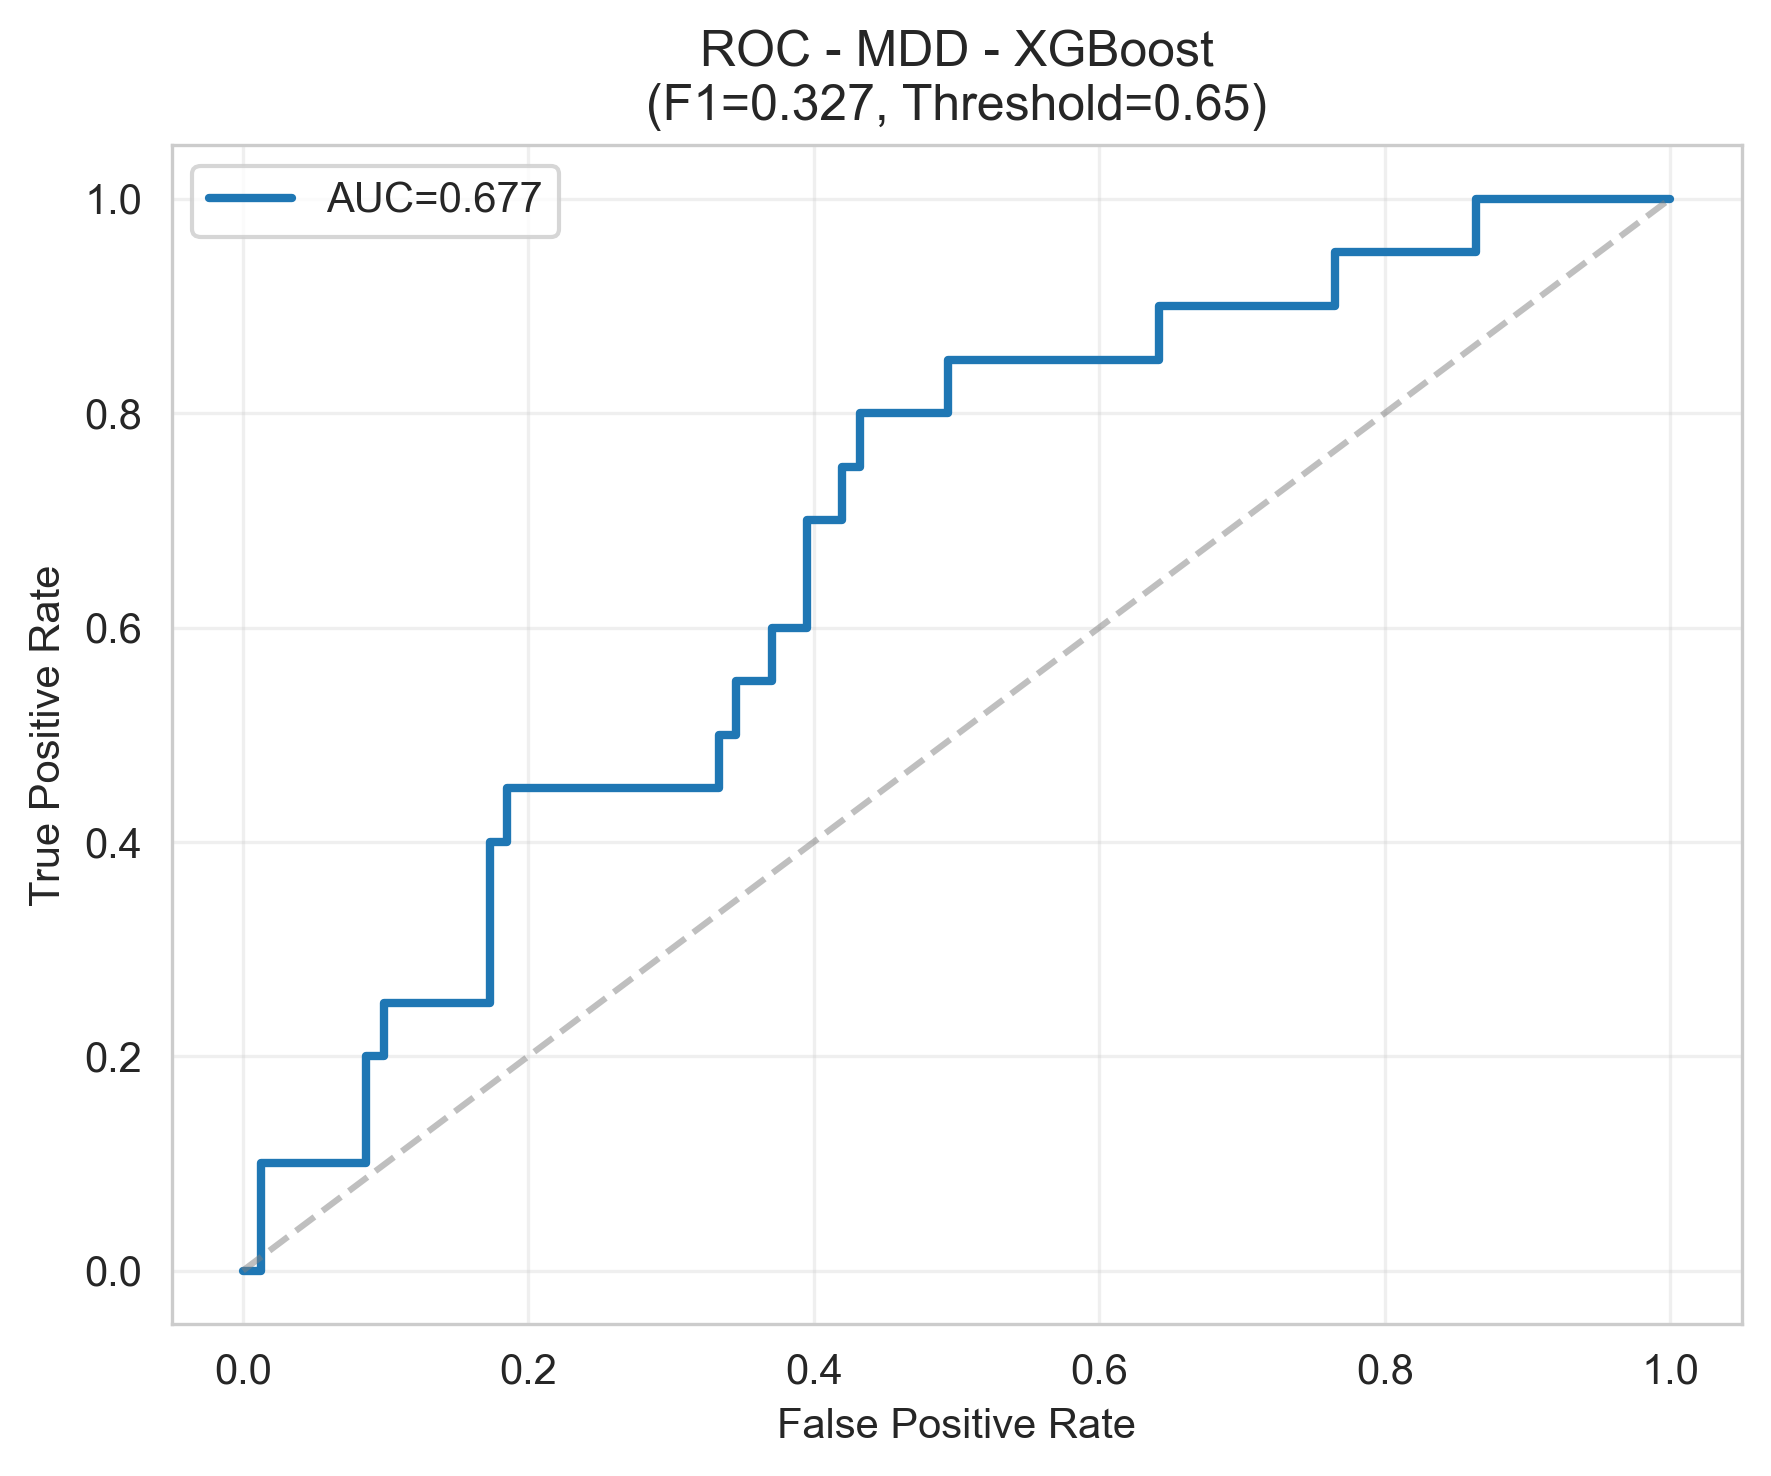 ROC - MDD - XGBoost
(F1=0.327, Threshold=0.65)
AUC=0.677
1.0
0.8
0.6
0.4
0.2
0.0
True Positive Rate
0.0 0.2 0.4 0.6 0.8 1.0
False Positive Rate